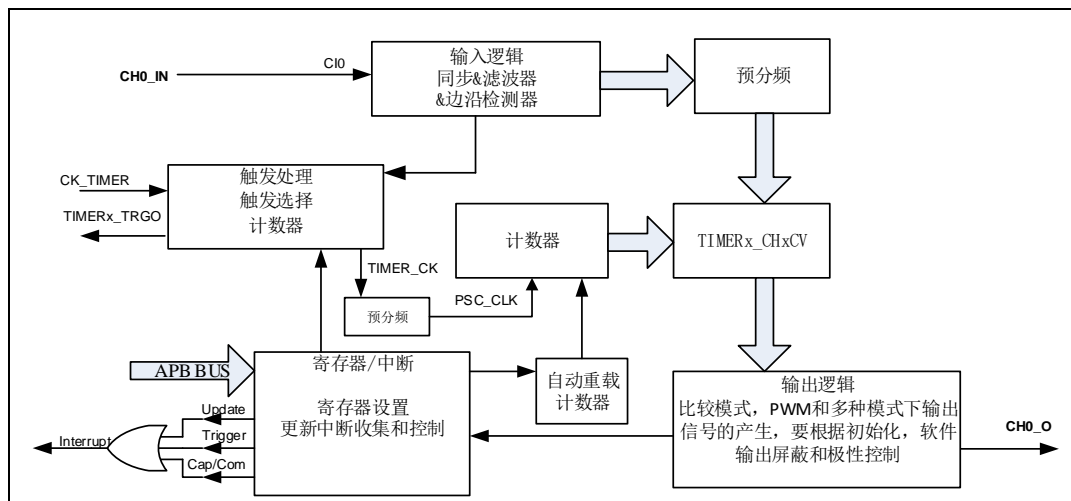 CH0_IN
CI0
输入逻辑
同步&滤波器
&边沿检测器
预分频
CK_TIMER
TIMERx_TRGO
触发处理
触发选择
计数器
计数器
TIMERx_CHxCV
TIMER_CK
预分频
PSC_CLK
APB BUS
寄存器/中断
寄存器设置
更新中断收集和控制
自动重载
计数器
输出逻辑
比较模式，PWM和多种模式下输出
信号的产生，要根据初始化，软件
输出屏蔽和极性控制
CH0_O
Update
Trigger
Cap/Com
Interrupt